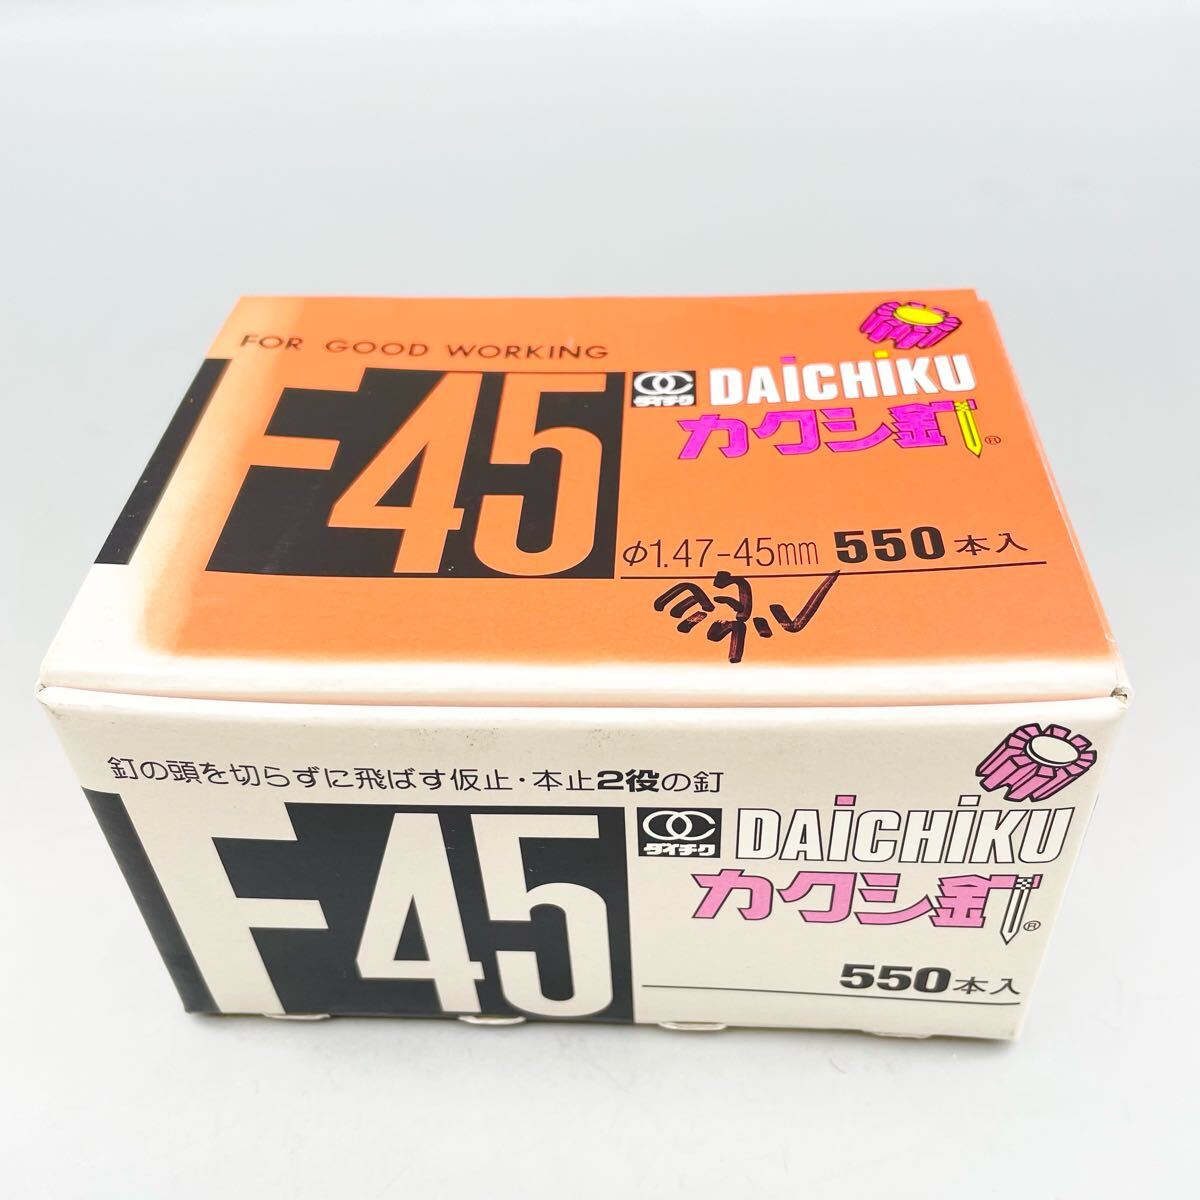 FOR GOOD WORKING
F45
ダイチク
DAiCHiKU
カクシ釘®
φ1.47-45mm 550本入
釘の頭を切らずに飛ばす仮止・本止2役の釘
F45
ダイチク
DAiCHiKU
カクシ釘®
550本入